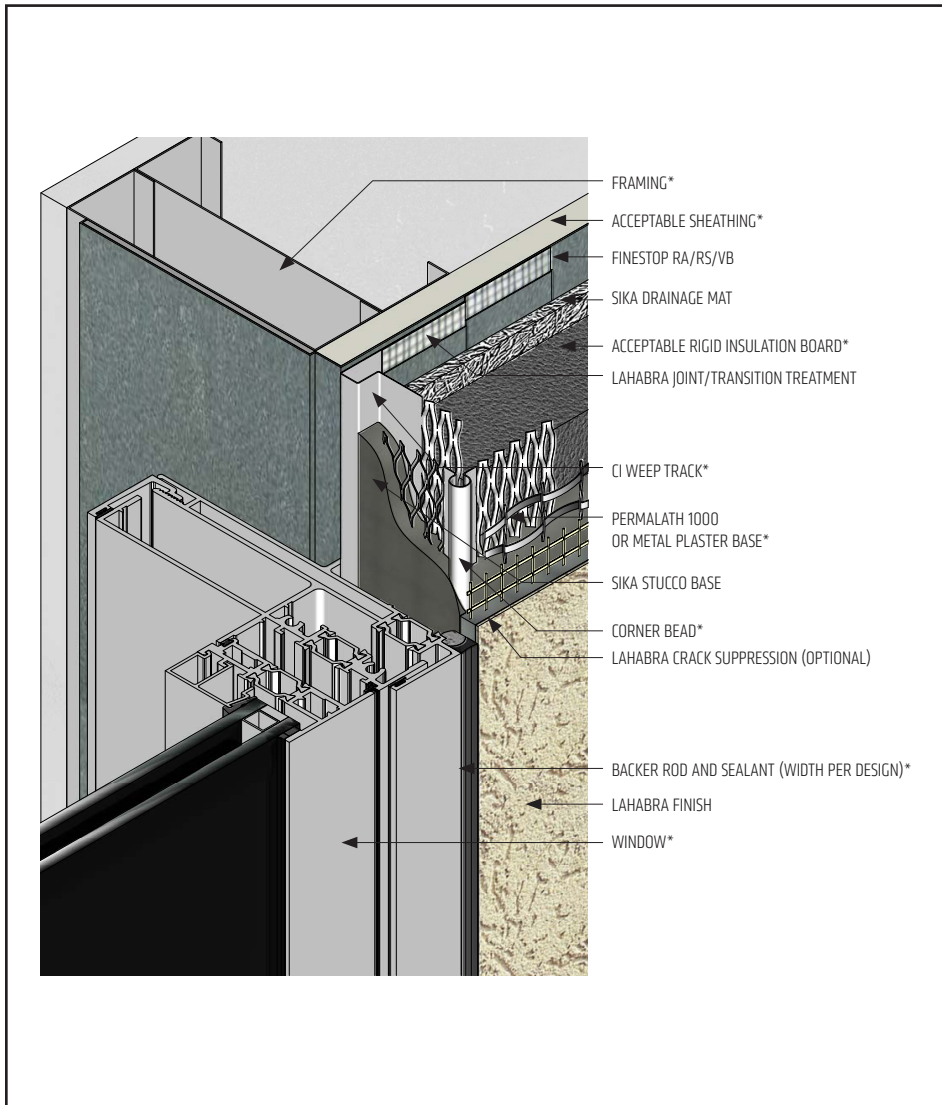 FRAMING*
ACCEPTABLE SHEATHING*
FINESTOP RA/RS/VB
SIKA DRAINAGE MAT
ACCEPTABLE RIGID INSULATION BOARD*
LAHABRA JOINT/TRANSITION TREATMENT
CI WEEP TRACK*
PERMALATH 1000
OR METAL PLASTER BASE*
SIKA STUCCO BASE
CORNER BEAD*
LAHABRA CRACK SUPPRESSION (OPTIONAL)
BACKER ROD AND SEALANT (WIDTH PER DESIGN)*
LAHABRA FINISH
WINDOW*